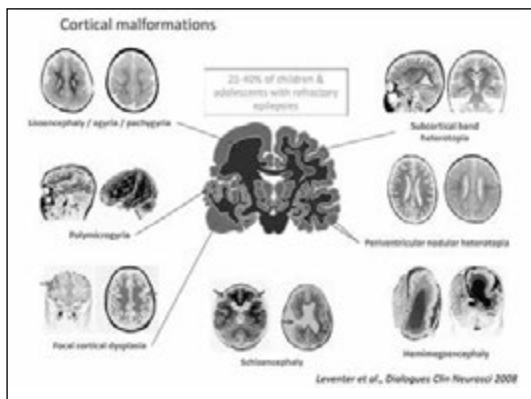 Cortical malformations
21-40% of children &
adolescents with refractory
epilepsies
Lissencephaly / agyria / pachygyria
Subcortical band
heterotopia
Polymicrogyria
Periventricular nodular heterotopia
Focal cortical dysplasia
Schizencephaly
Hemimegalencephaly
Leventer et al., Dialogues Clin Neurosci 2008